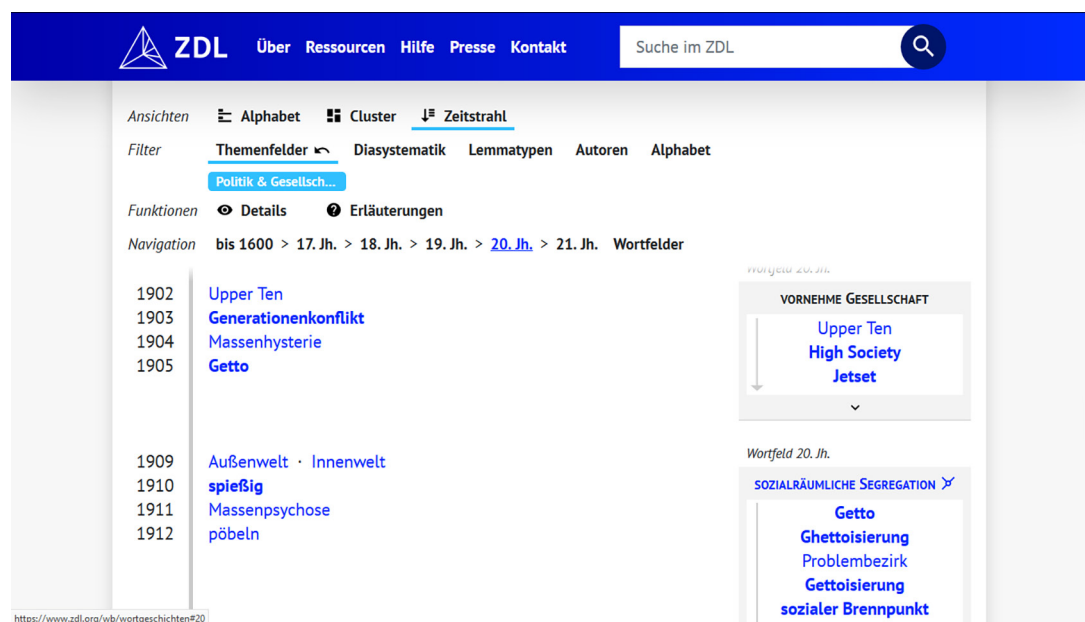 ZDL Über Ressourcen Hilfe Presse Kontakt Suche im ZDL
Ansichten Alphabet Cluster Zeitstrahl
Filter Themenfelder Diasystematik Lemmatypen Autoren Alphabet
Politik & Gesellsch...
Funktionen Details Erläuterungen
Navigation bis 1600 > 17. Jh. > 18. Jh. > 19. Jh. > 20. Jh. > 21. Jh. Wortfelder
1902 Upper Ten
1903 Generationenkonflikt
1904 Massenhysterie
1905 Getto
1909 Außenwelt · Innenwelt
1910 spießig
1911 Massenpsychose
1912 pöbeln
Wortfeld 20. Jh.
VORNEHME GESELLSCHAFT
Upper Ten
High Society
Jetset
Wortfeld 20. Jh.
SOZIALRÄUMLICHE SEGREGATION
Getto
Ghettoisierung
Problembezirk
Gettoisierung
sozialer Brennpunkt
https://www.zdl.org/wb/wortgeschichten#20